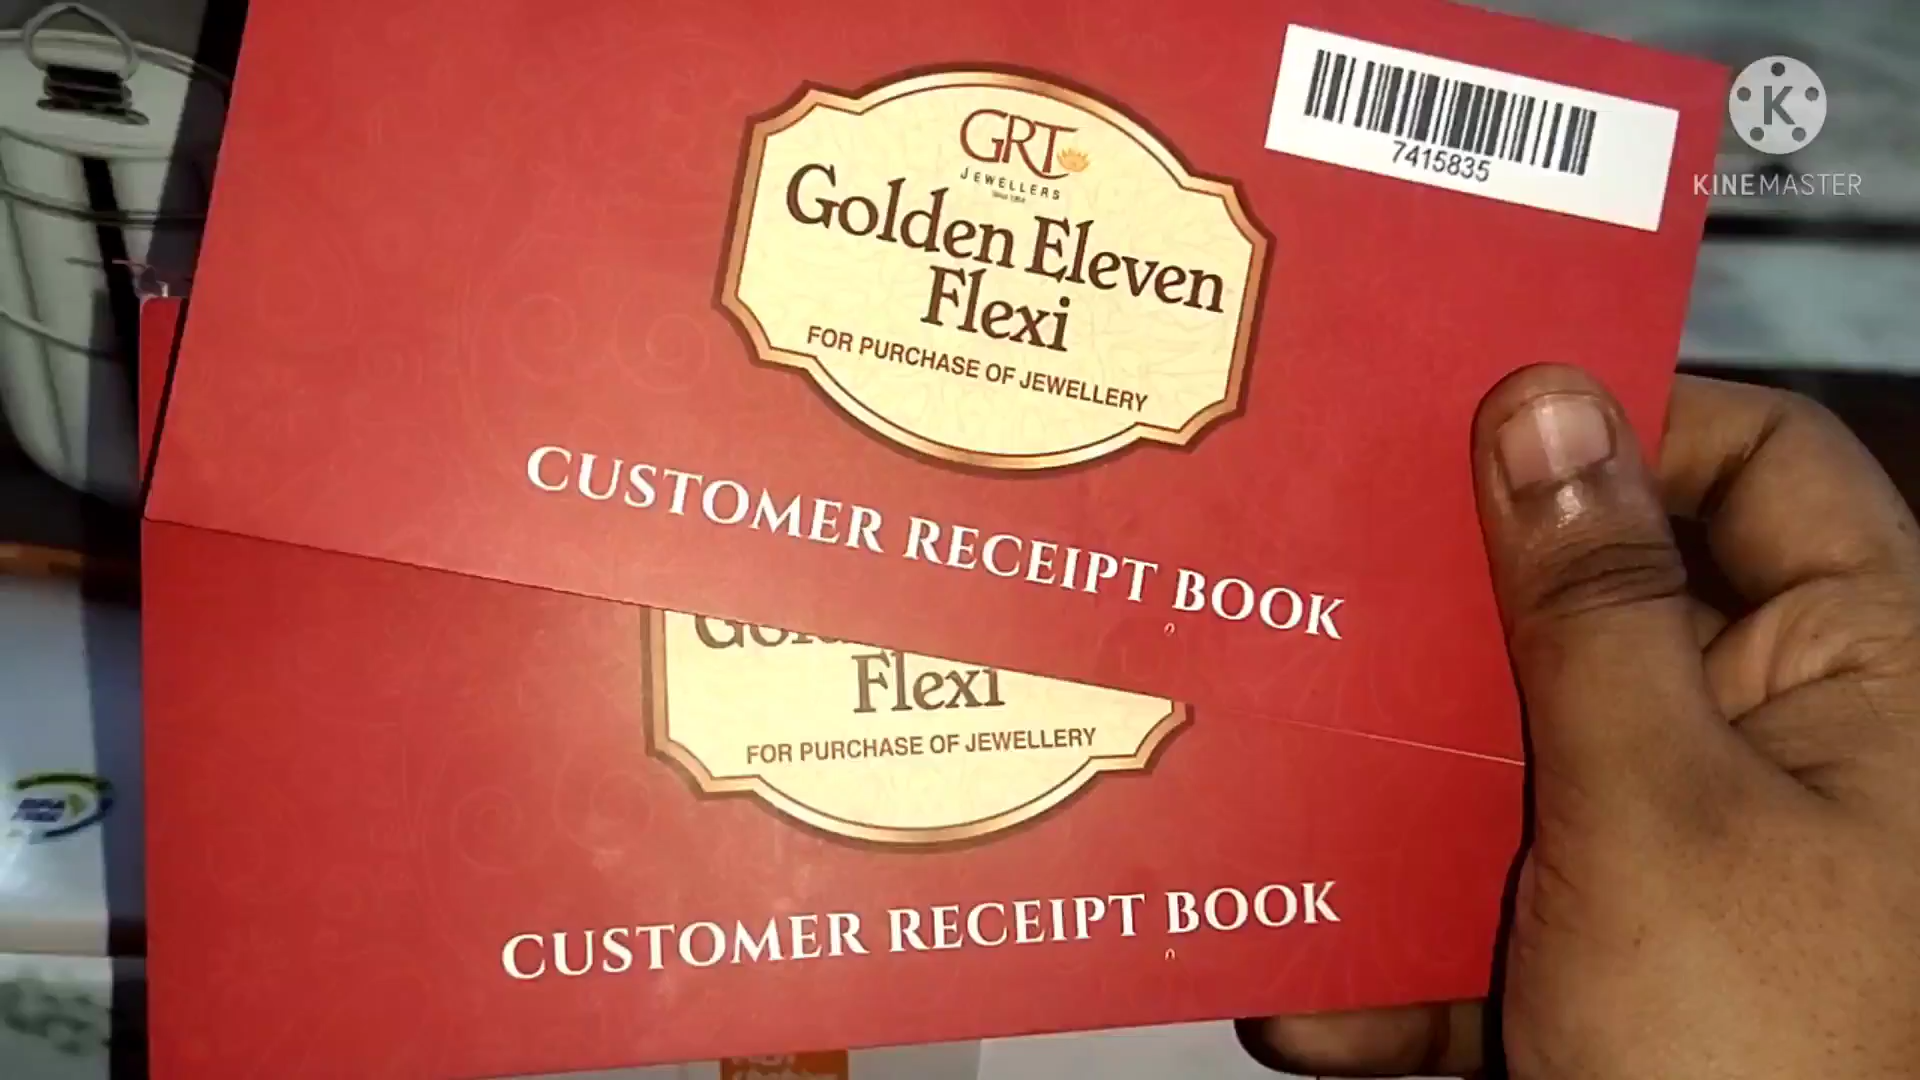 GRT
JEWELLERS
Golden Eleven
Flexi
FOR PURCHASE OF JEWELLERY
CUSTOMER RECEIPT BOOK
7415835
KINEMASTER
Flexi
FOR PURCHASE OF JEWELLERY
CUSTOMER RECEIPT BOOK